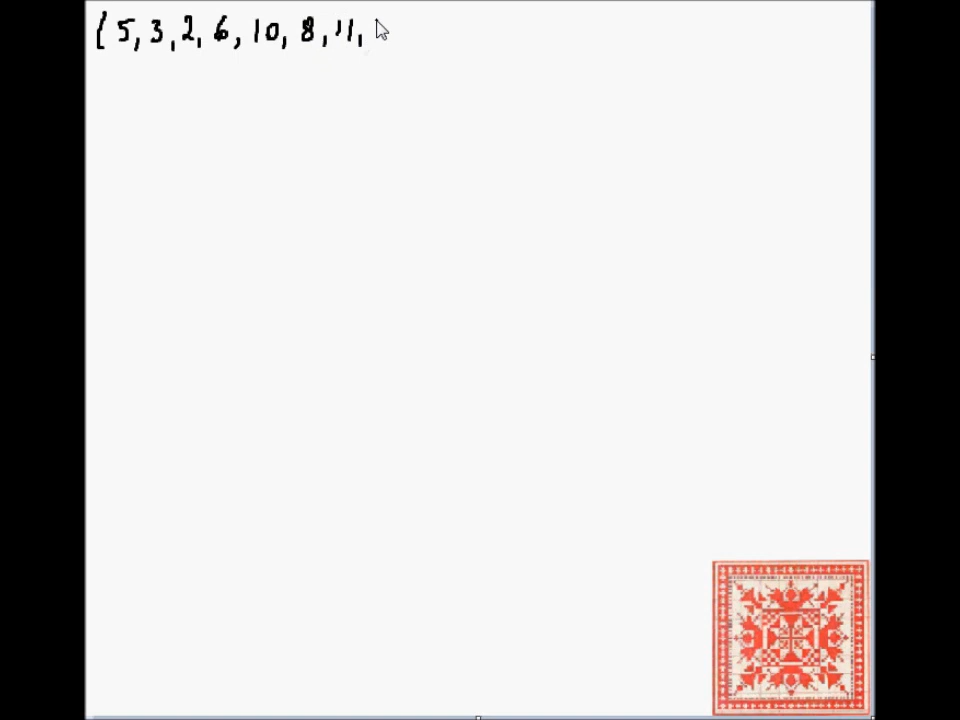 { 5, 3, 2, 6, 10, 8, 11,